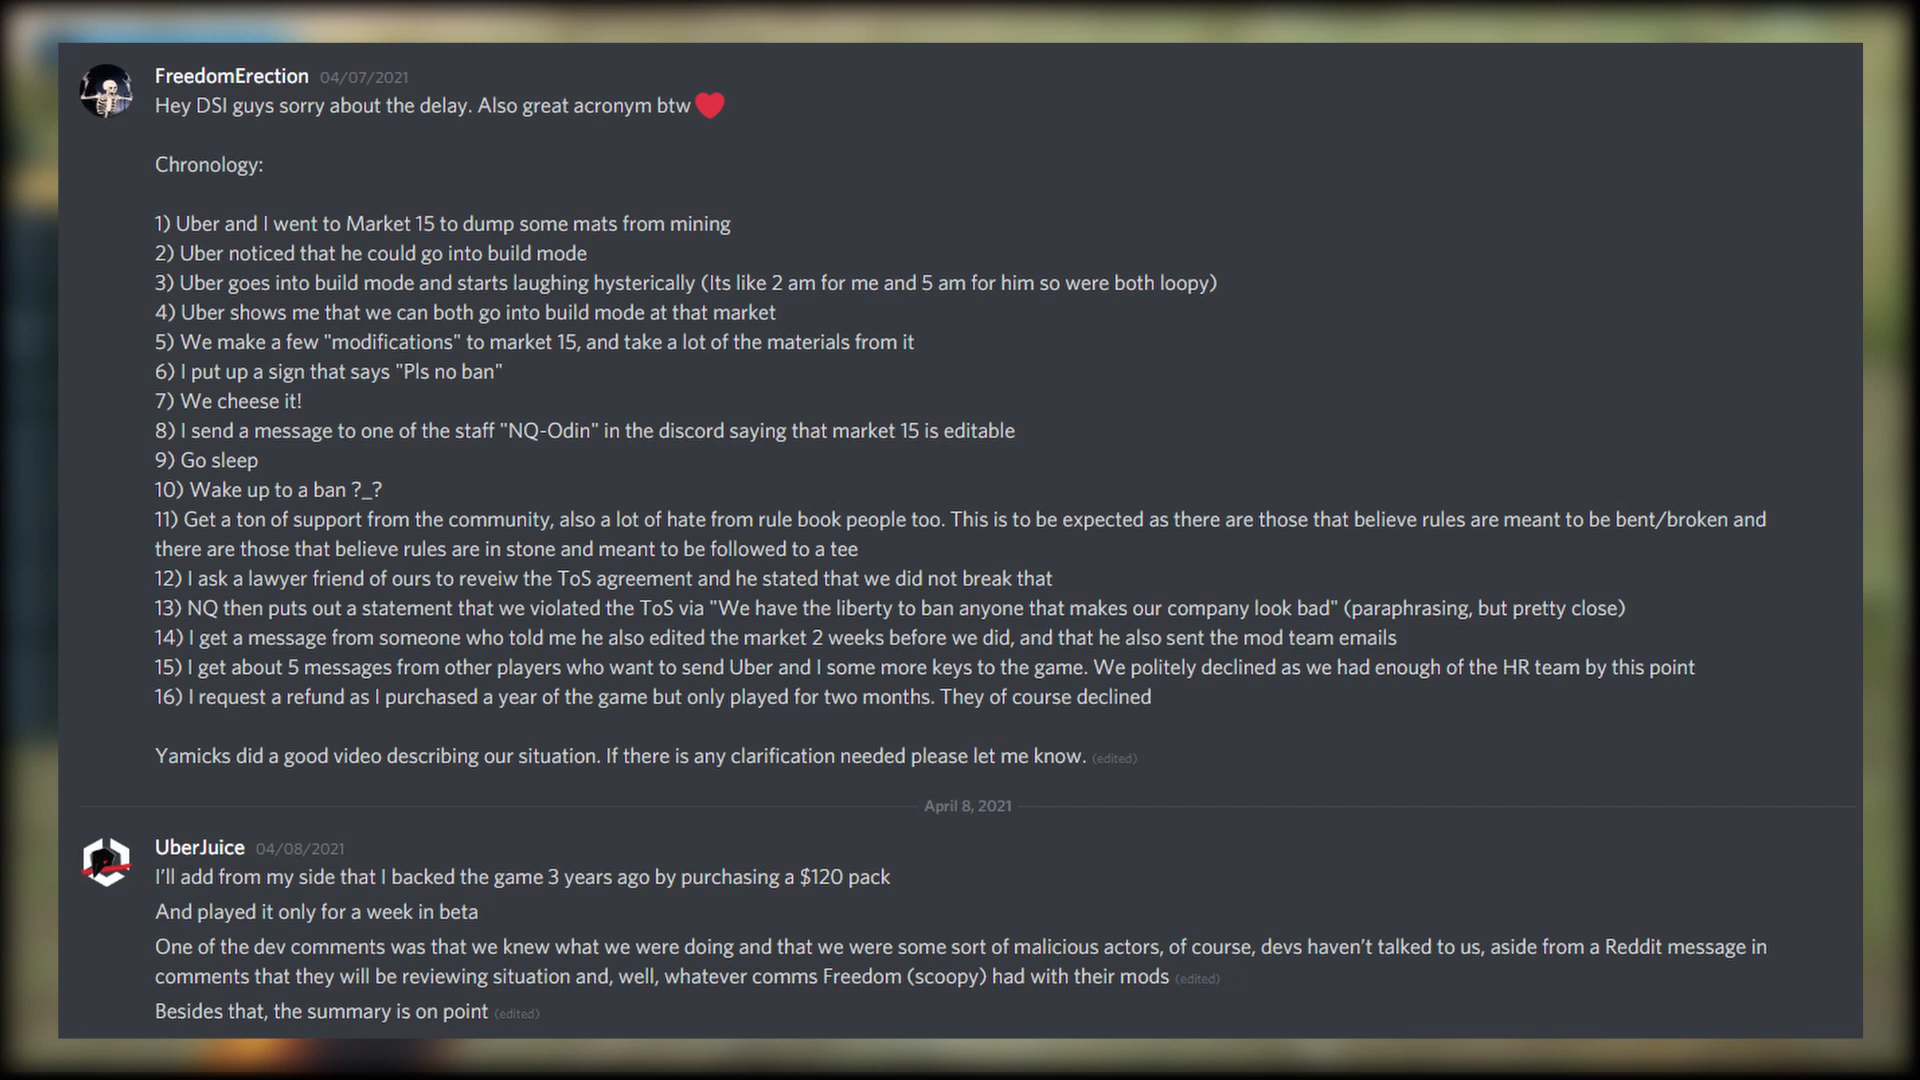 FreedomErection 04/07/2021
Hey DSI guys sorry about the delay. Also great acronym btw ❤
Chronology:
1) Uber and I went to Market 15 to dump some mats from mining
2) Uber noticed that he could go into build mode
3) Uber goes into build mode and starts laughing hysterically (Its like 2 am for me and 5 am for him so were both loopy)
4) Uber shows me that we can both go into build mode at that market
5) We make a few "modifications" to market 15, and take a lot of the materials from it
6) I put up a sign that says "Pls no ban"
7) We cheese it!
8) I send a message to one of the staff "NQ-Odin" in the discord saying that market 15 is editable
9) Go sleep
10) Wake up to a ban ?_?
11) Get a ton of support from the community, also a lot of hate from rule book people too. This is to be expected as there are those that believe rules are meant to be bent/broken and
there are those that believe rules are in stone and meant to be followed to a tee
12) I ask a lawyer friend of ours to reveiw the ToS agreement and he stated that we did not break that
13) NQ then puts out a statement that we violated the ToS via "We have the liberty to ban anyone that makes our company look bad" (paraphrasing, but pretty close)
14) I get a message from someone who told me he also edited the market 2 weeks before we did, and that he also sent the mod team emails
15) I get about 5 messages from other players who want to send Uber and I some more keys to the game. We politely declined as we had enough of the HR team by this point
16) I request a refund as I purchased a year of the game but only played for two months. They of course declined
Yamicks did a good video describing our situation. If there is any clarification needed please let me know. (edited)
April 8, 2021
UberJuice 04/08/2021
I'll add from my side that I backed the game 3 years ago by purchasing a $120 pack
And played it only for a week in beta
One of the dev comments was that we knew what we were doing and that we were some sort of malicious actors, of course, devs haven't talked to us, aside from a Reddit message in
comments that they will be reviewing situation and, well, whatever comms Freedom (scoopy) had with their mods (edited)
Besides that, the summary is on point (edited)